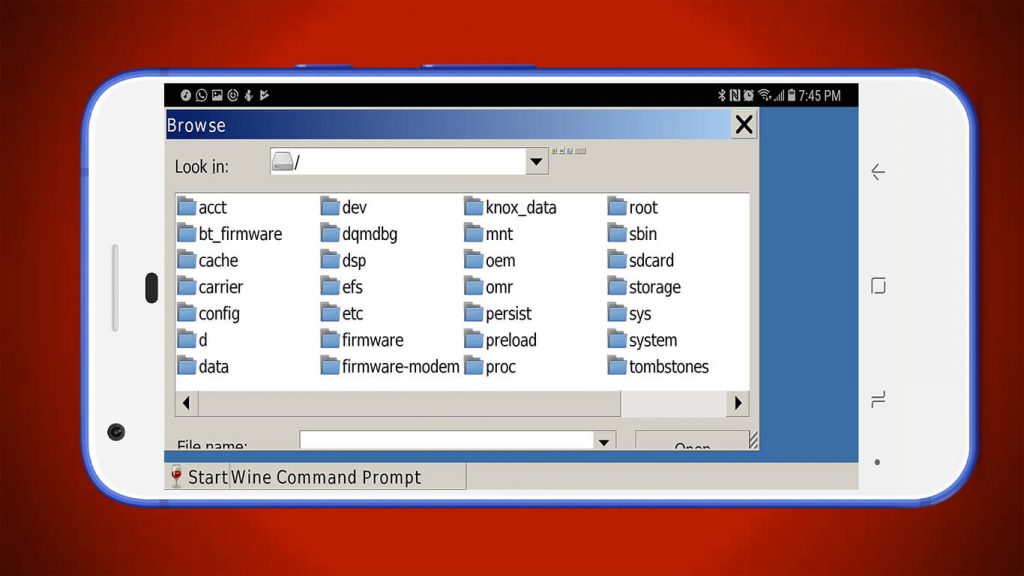 7:45 PM
Browse
Look in: /
acct dev knox_data root
bt_firmware dqmdbg mnt sbin
cache dsp oem sdcard
carrier efs omr storage
config etc persist sys
d firmware preload system
data firmware-modem proc tombstones
File name: Open
Start Wine Command Prompt